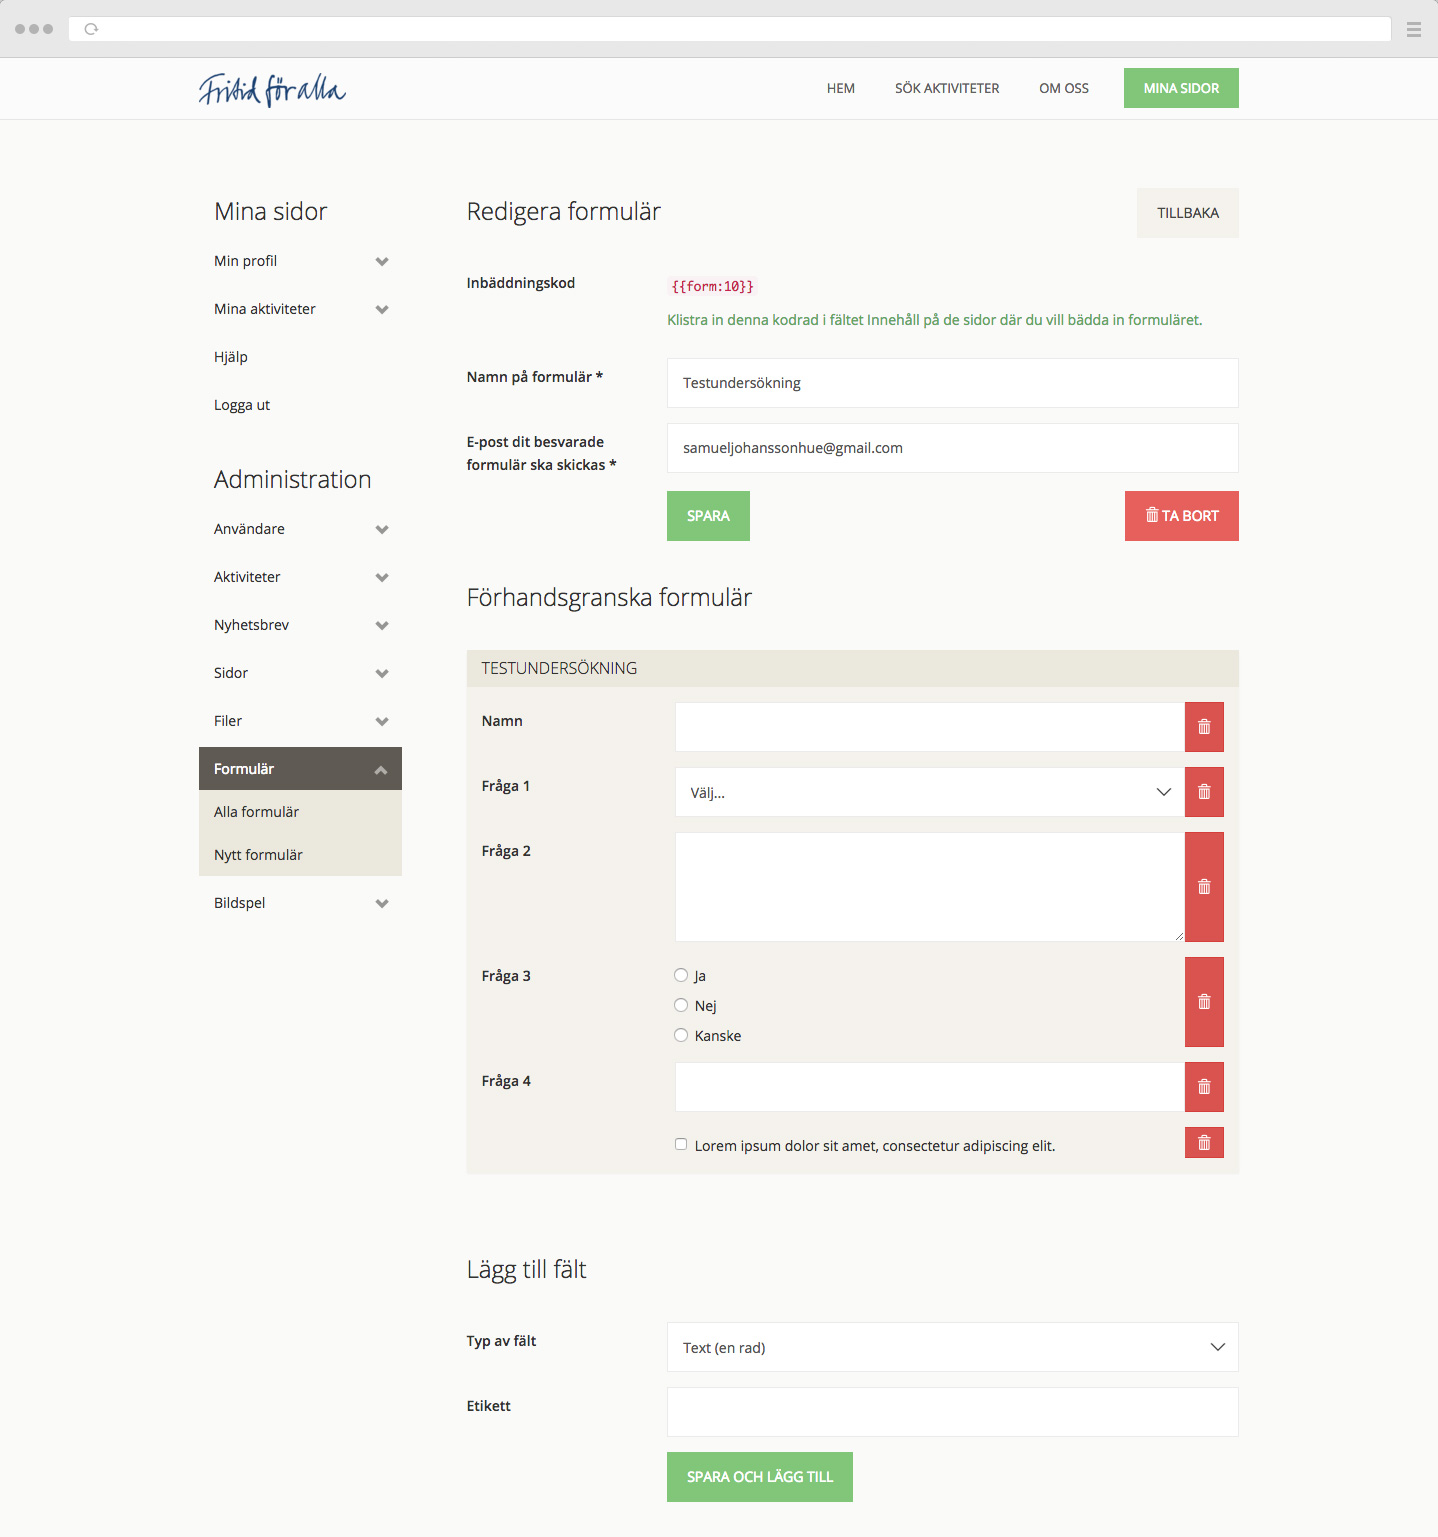 Fritid för alla
HEM
SÖK AKTIVITETER
OM OSS
MINA SIDOR
Mina sidor
Min profil
Mina aktiviteter
Hjälp
Logga ut
Administration
Användare
Aktiviteter
Nyhetsbrev
Sidor
Filer
Formulär
Alla formulär
Nytt formulär
Bildspel
Redigera formulär
TILLBAKA
Inbäddningskod
{{form:10}}
Klistra in denna kodrad i fältet Innehåll på de sidor där du vill bädda in formuläret.
Namn på formulär *
Testundersökning
E-post dit besvarade
formulär ska skickas *
samueljohanssonhue@gmail.com
SPARA
TA BORT
Förhandsgranska formulär
TESTUNDERSÖKNING
Namn
Fråga 1
Välj...
Fråga 2
Fråga 3
Ja
Nej
Kanske
Fråga 4
Lorem ipsum dolor sit amet, consectetur adipiscing elit.
Lägg till fält
Typ av fält
Text (en rad)
Etikett
SPARA OCH LÄGG TILL